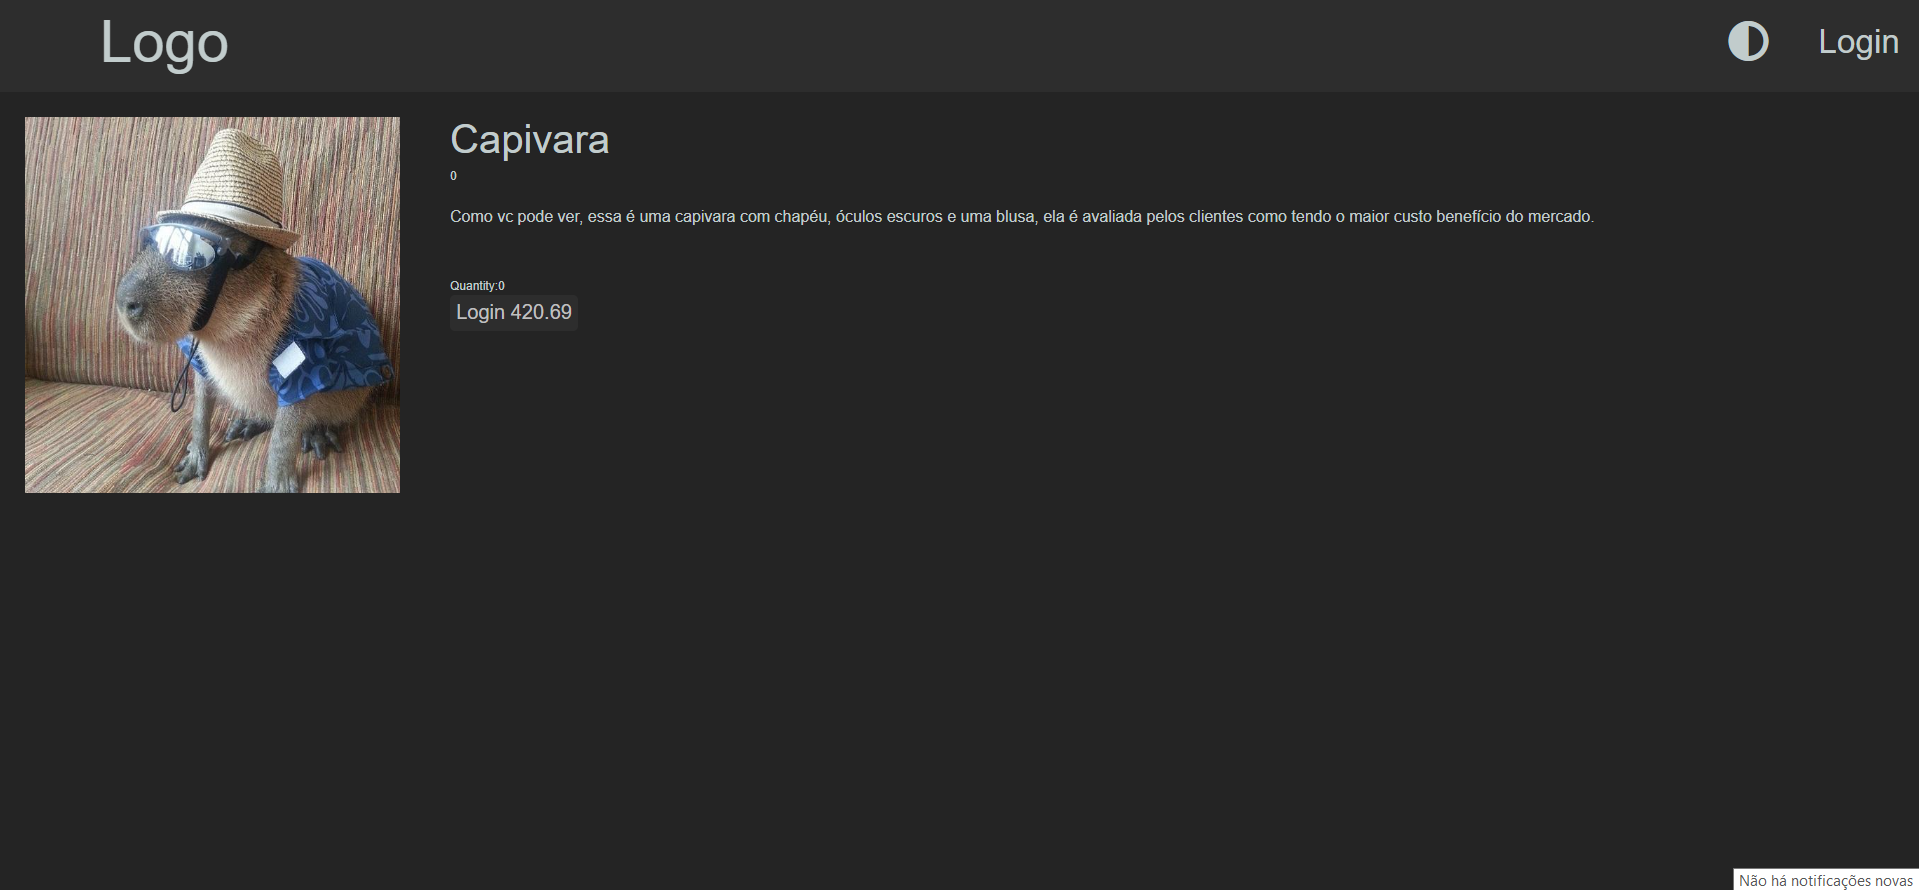 Logo
Login
Capivara
0
Como vc pode ver, essa é uma capivara com chapéu, óculos escuros e uma blusa, ela é avaliada pelos clientes como tendo o maior custo benefício do mercado.
Quantity:0
Login 420.69
Não há notificações novas